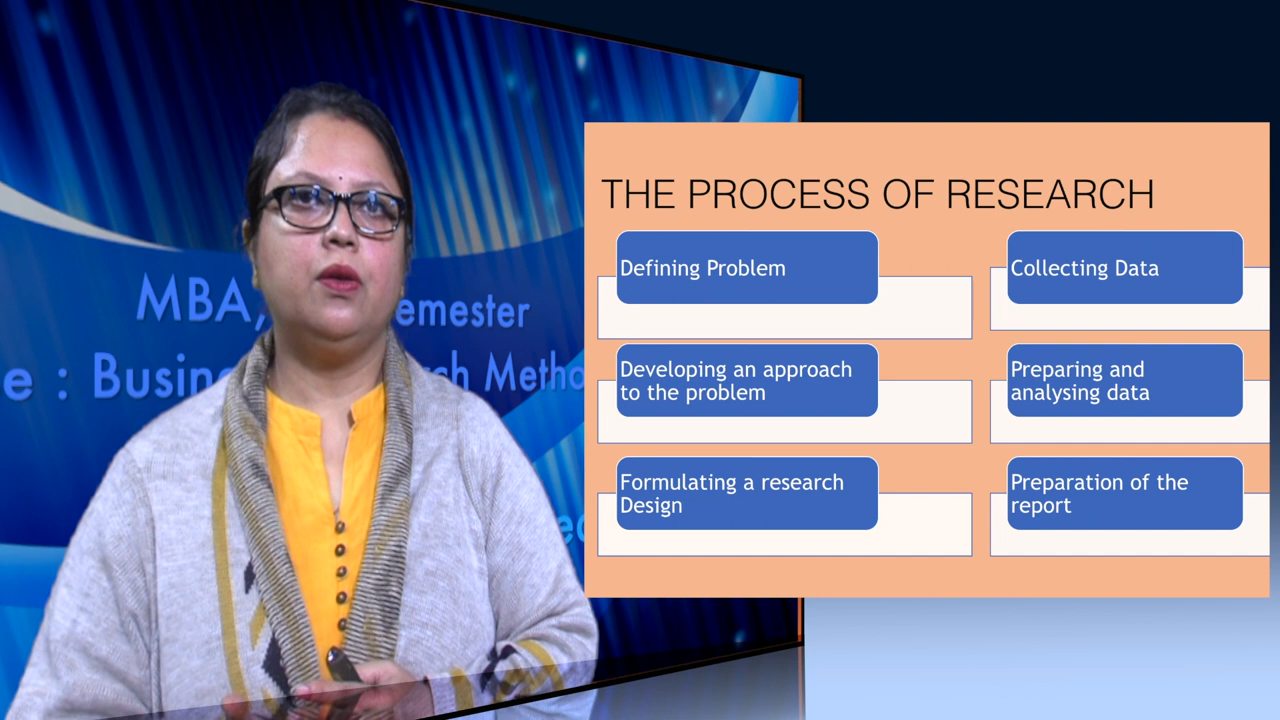 MBA,
emester
e : Busin
rch Metho
THE PROCESS OF RESEARCH
Defining Problem
Developing an approach
to the problem
Formulating a research
Design
Collecting Data
Preparing and
analysing data
Preparation of the
report